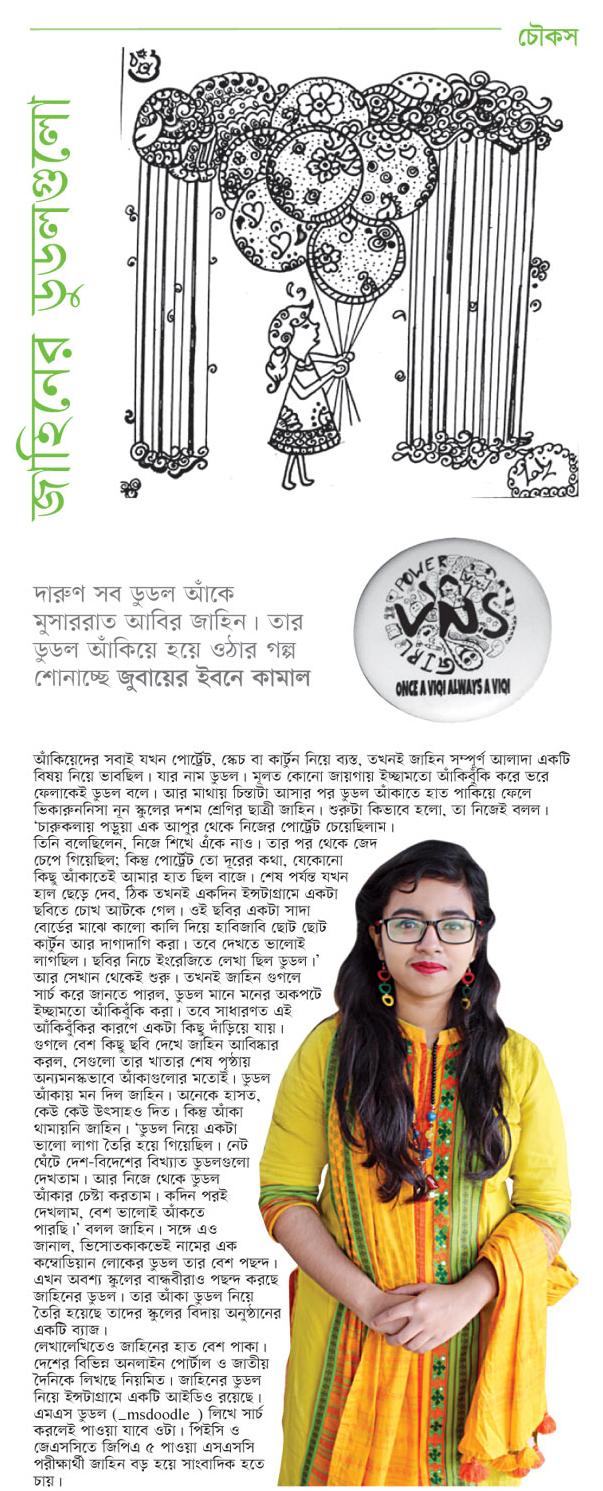 চৌকস
জাহিনের ডুডলগুলো
দারুণ সব ডুডল আঁকে
মুসাররাত আবির জাহিন। তার
ডুডল আঁকিয়ে হয়ে ওঠার গল্প
শোনাচ্ছে জুবায়ের ইবনে কামাল
GIRL POWER
VNS
ONCE A VIQI ALWAYS A VIQI
আঁকিয়েদের সবাই যখন পোর্ট্রেট, স্কেচ বা কার্টুন নিয়ে ব্যস্ত, তখনই জাহিন সম্পূর্ণ আলাদা একটি
বিষয় নিয়ে ভাবছিল। যার নাম ডুডল। মূলত কোনো জায়গায় ইচ্ছামতো আঁকিবুঁকি করে ভরে
ফেলাকেই ডুডল বলে। আর মাথায় চিন্তাটা আসার পর ডুডল আঁকাতে হাত পাকিয়ে ফেলে
ভিকারুননিসা নূন স্কুলের দশম শ্রেণির ছাত্রী জাহিন। শুরুটা কিভাবে হলো, তা নিজেই বলল।
‘চারুকলায় পড়ুয়া এক আপুর থেকে নিজের পোর্ট্রেট চেয়েছিলাম।
তিনি বলেছিলেন, নিজে শিখে এঁকে নাও। তার পর থেকে জেদ
চেপে গিয়েছিল; কিন্তু পোর্ট্রেট তো দূরের কথা, যেকোনো
কিছু আঁকাতেই আমার হাত ছিল বাজে। শেষ পর্যন্ত যখন
হাল ছেড়ে দেব, ঠিক তখনই একদিন ইন্সটাগ্রামে একটা
ছবিতে চোখ আটকে গেল। ওই ছবির একটা সাদা
বোর্ডের মাঝে কালো কালি দিয়ে হাবিজাবি ছোট ছোট
কার্টুন আর দাগাদাগি করা। তবে দেখতে ভালোই
লাগছিল। ছবির নিচে ইংরেজিতে লেখা ছিল ডুডল।’
আর সেখান থেকেই শুরু। তখনই জাহিন গুগলে
সার্চ করে জানতে পারল, ডুডল মানে মনের অকপটে
ইচ্ছামতো আঁকিবুঁকি করা। তবে সাধারণত এই
আঁকিবুঁকির কারণে একটা কিছু দাঁড়িয়ে যায়।
গুগলে বেশ কিছু ছবি দেখে জাহিন আবিষ্কার
করল, সেগুলো তার খাতার শেষ পৃষ্ঠায়
অন্যমনস্কভাবে আঁকাগুলোর মতোই। ডুডল
আঁকায় মন দিল জাহিন। অনেকে হাসত,
কেউ কেউ উৎসাহও দিত। কিন্তু আঁকা
থামায়নি জাহিন। ‘ডুডল নিয়ে একটা
ভালো লাগা তৈরি হয়ে গিয়েছিল। নেট
ঘেঁটে দেশ-বিদেশের বিখ্যাত ডুডলগুলো
দেখতাম। আর নিজে থেকে ডুডল
আঁকার চেষ্টা করতাম। কদিন পরই
দেখলাম, বেশ ভালোই আঁকতে
পারছি।’ বলল জাহিন। সঙ্গে এও
জানাল, ভিসোতকাকভেই নামের এক
কম্বোডিয়ান লোকের ডুডল তার বেশ পছন্দ।
এখন অবশ্য স্কুলের বান্ধবীরাও পছন্দ করছে
জাহিনের ডুডল। তার আঁকা ডুডল নিয়ে
তৈরি হয়েছে তাদের স্কুলের বিদায় অনুষ্ঠানের
একটি ব্যাজ।
লেখালেখিতেও জাহিনের হাত বেশ পাকা।
দেশের বিভিন্ন অনলাইন পোর্টাল ও জাতীয়
দৈনিকে লিখছে নিয়মিত। জাহিনের ডুডল
নিয়ে ইন্সটাগ্রামে একটি আইডিও রয়েছে।
এমএস ডুডল (_msdoodle_) লিখে সার্চ
করলেই পাওয়া যাবে ওটা। পিইসি ও
জেএসসিতে জিপিএ ৫ পাওয়া এসএসসি
পরীক্ষার্থী জাহিন বড় হয়ে সাংবাদিক হতে
চায়।